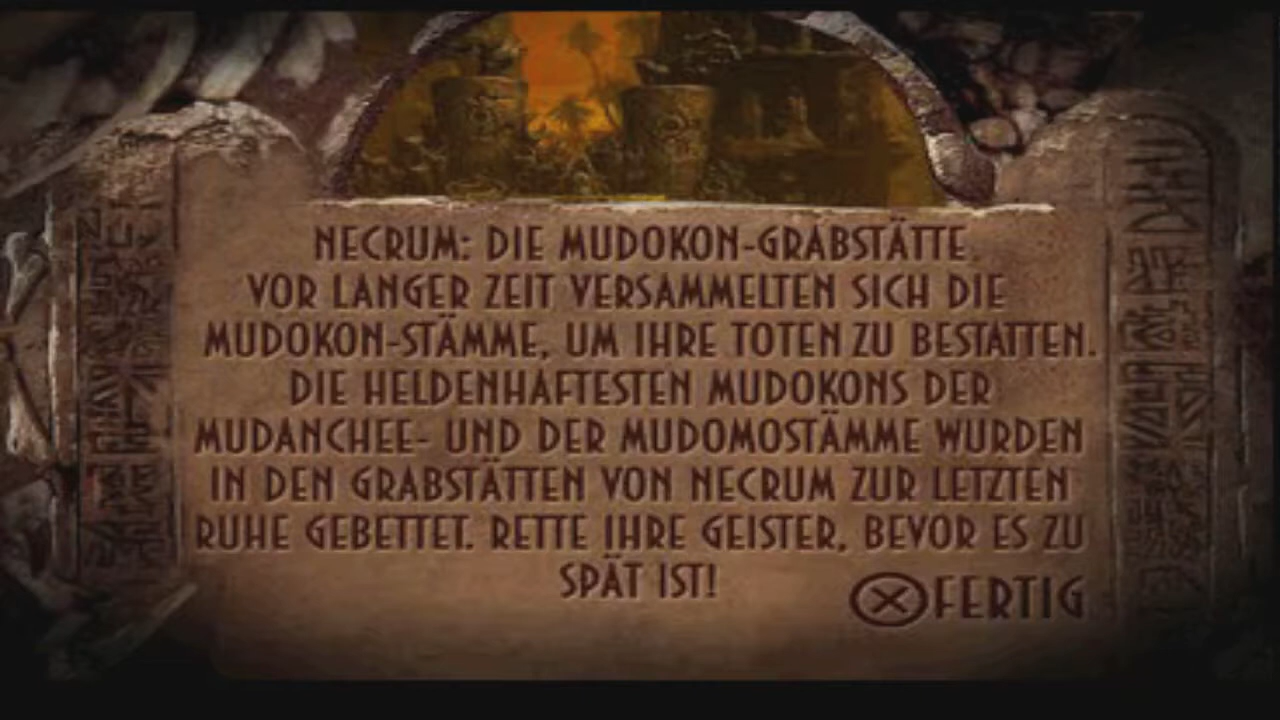 NECRUM: DIE MUDOKON-GRABSTÄTTE.
VOR LANGER ZEIT VERSAMMELTEN SICH DIE
MUDOKON-STÄMME, UM IHRE TOTEN ZU BESTATTEN.
DIE HELDENHAFTESTEN MUDOKONS DER
MUDANCHEE- UND DER MUDOMOSTÄMME WURDEN
IN DEN GRABSTÄTTEN VON NECRUM ZUR LETZTEN
RUHE GEBETTET. RETTE IHRE GEISTER, BEVOR ES ZU
SPÄT IST!
FERTIG